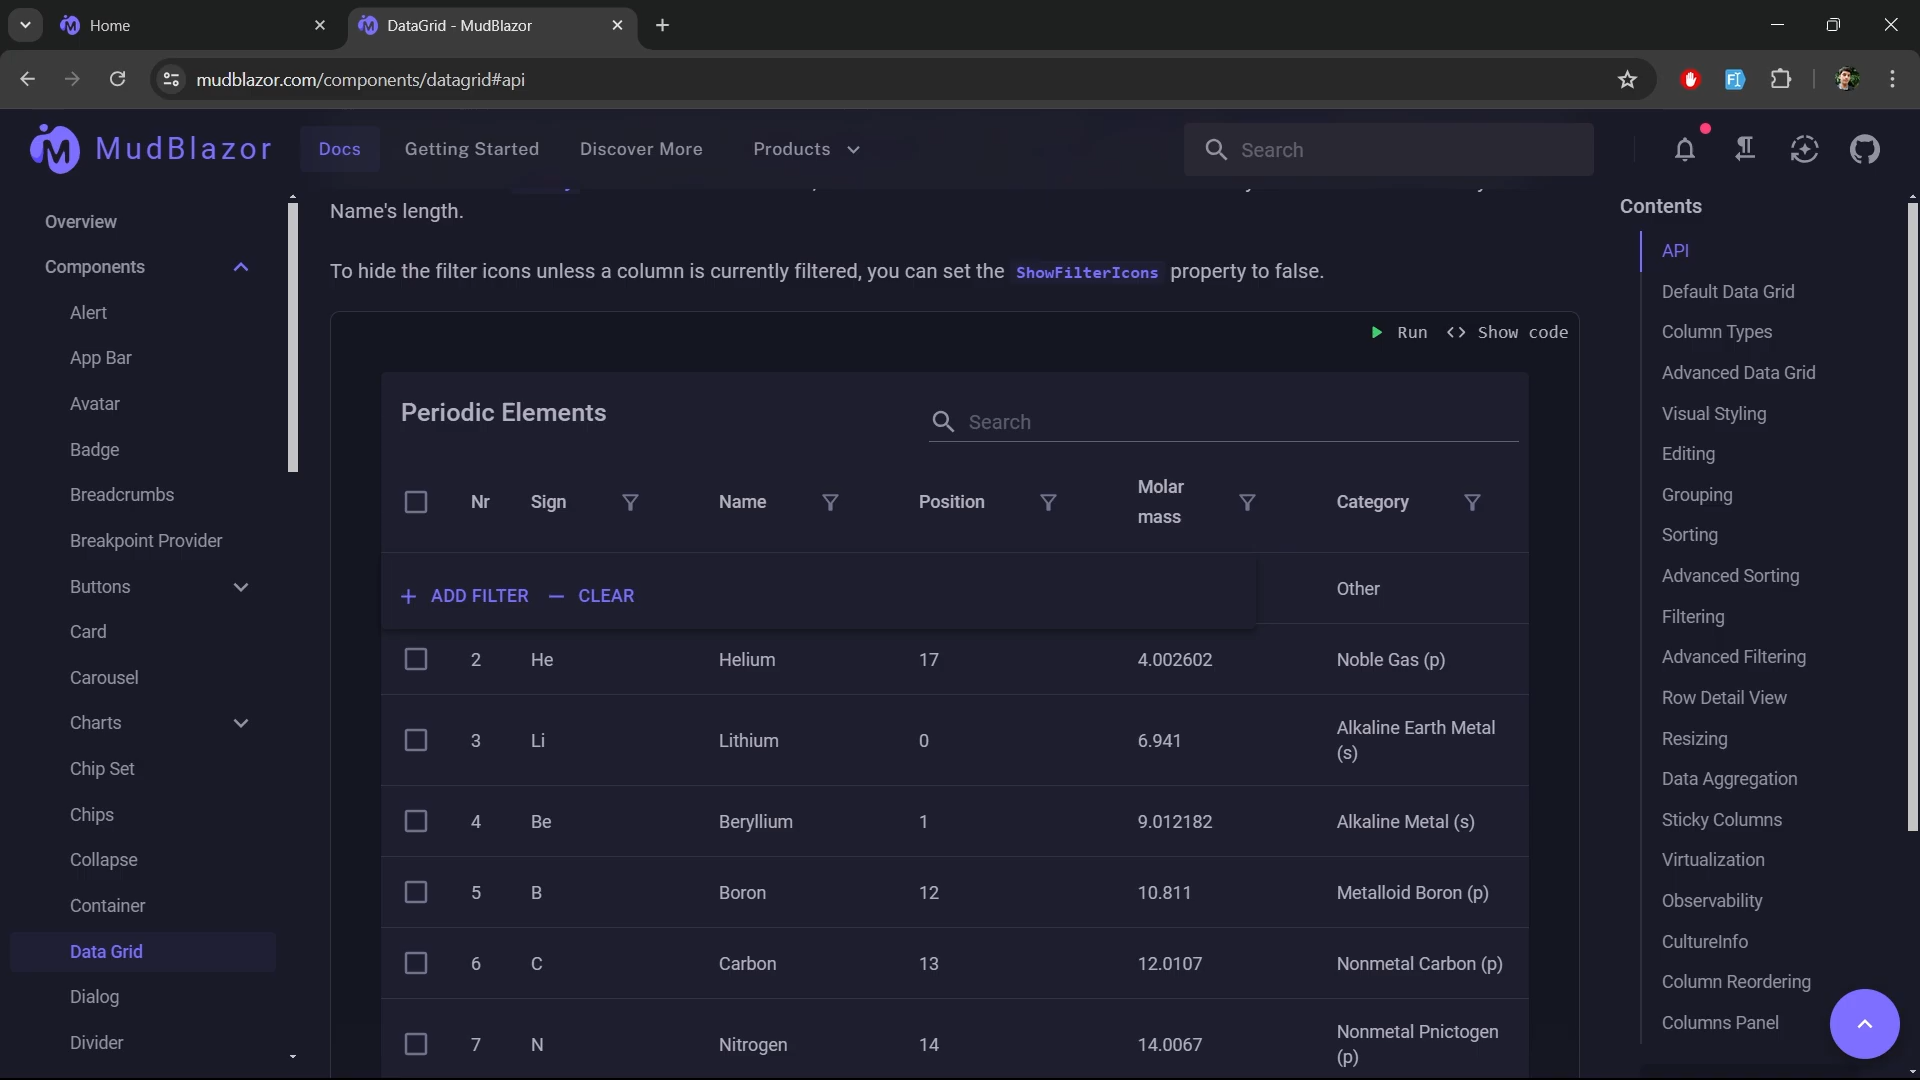 Home
DataGrid - MudBlazor
mudblazor.com/components/datagrid#api
MudBlazor
Docs
Getting Started
Discover More
Products
Search
Overview
Components
Alert
App Bar
Avatar
Badge
Breadcrumbs
Breakpoint Provider
Buttons
Card
Carousel
Charts
Chip Set
Chips
Collapse
Container
Data Grid
Dialog
Divider
Name's length.
To hide the filter icons unless a column is currently filtered, you can set the ShowFilterIcons property to false.
Run <> Show code
Periodic Elements
Search
Nr Sign Name Position Molar mass Category
+ ADD FILTER — CLEAR
Other
2 He Helium 17 4.002602 Noble Gas (p)
3 Li Lithium 0 6.941 Alkaline Earth Metal (s)
4 Be Beryllium 1 9.012182 Alkaline Metal (s)
5 B Boron 12 10.811 Metalloid Boron (p)
6 C Carbon 13 12.0107 Nonmetal Carbon (p)
7 N Nitrogen 14 14.0067 Nonmetal Pnictogen (p)
Contents
API
Default Data Grid
Column Types
Advanced Data Grid
Visual Styling
Editing
Grouping
Sorting
Advanced Sorting
Filtering
Advanced Filtering
Row Detail View
Resizing
Data Aggregation
Sticky Columns
Virtualization
Observability
CultureInfo
Column Reordering
Columns Panel